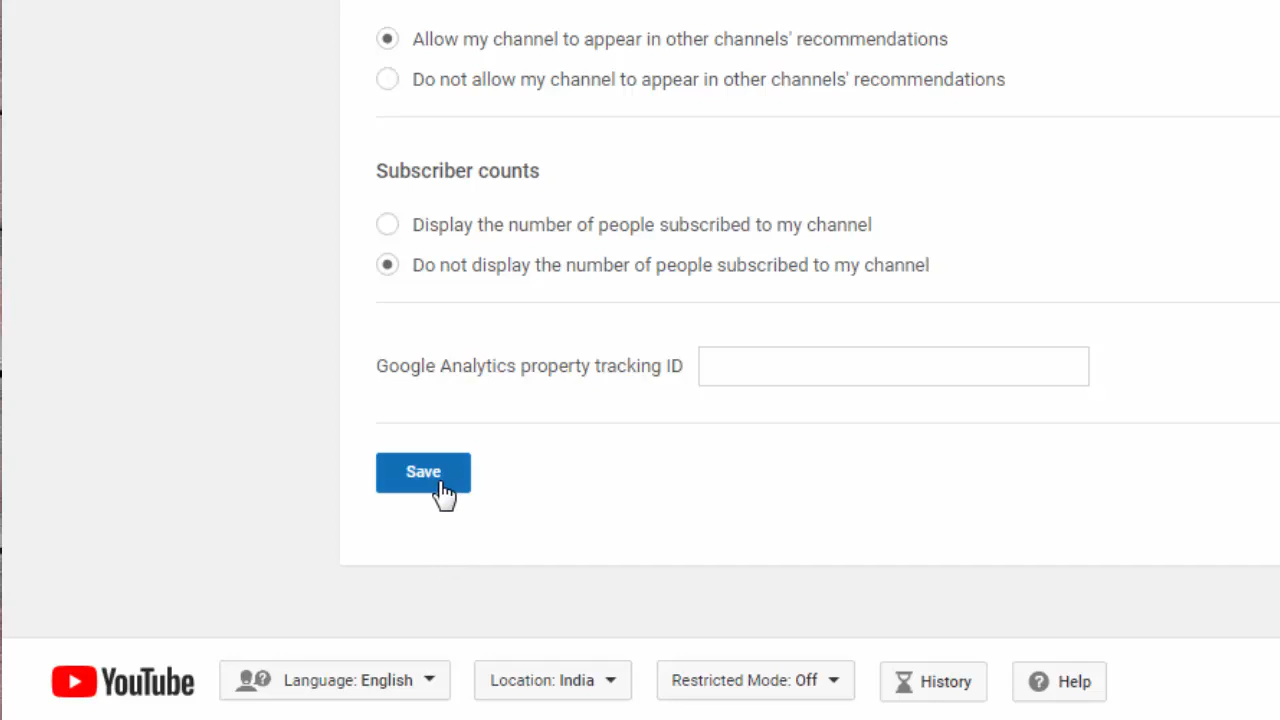 Allow my channel to appear in other channels' recommendations
Do not allow my channel to appear in other channels' recommendations
Subscriber counts
Display the number of people subscribed to my channel
Do not display the number of people subscribed to my channel
Google Analytics property tracking ID
Save
YouTube
Language: English
Location: India
Restricted Mode: Off
History
Help